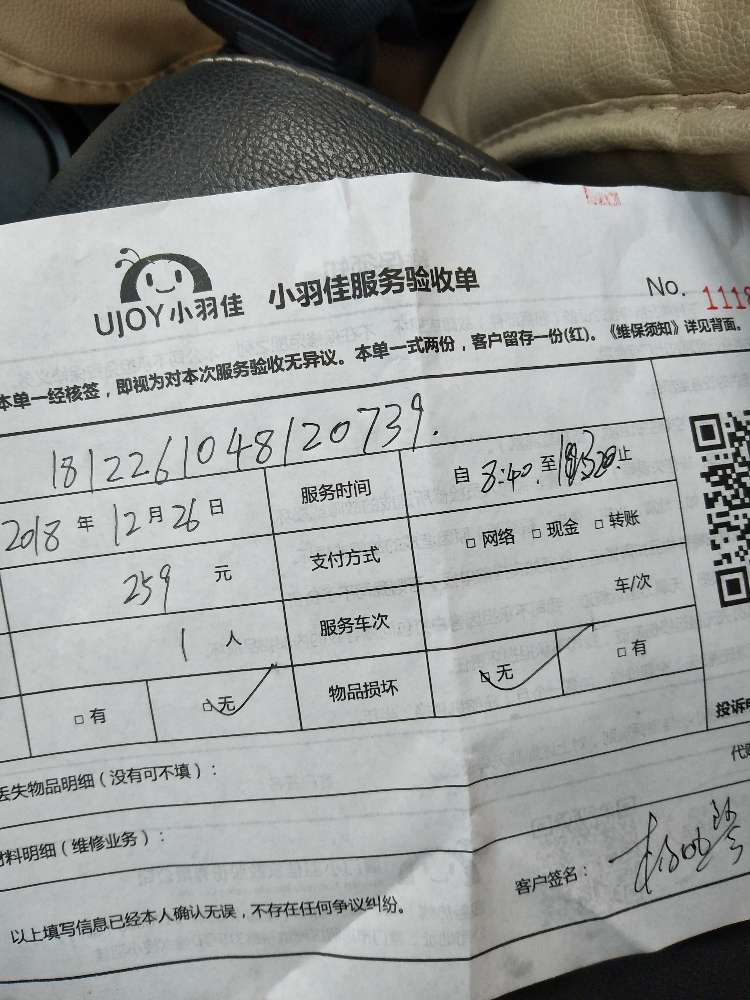 UJOY小羽佳 小羽佳服务验收单 No. 1118
本单一经核签，即视为对本次服务验收无异议。本单一式两份，客户留存一份(红)。《维保须知》详见背面。
1812261048120739.
2018年12月26日 服务时间 自 8:40. 至 止
259 元 支付方式 □网络 □现金 □转账
1 人 服务车次 车/次
□有 □无 物品损坏 □无 □有
投诉电
丢失物品明细（没有可不填）：
代则
材料明细（维修业务）：
客户签名：
以上填写信息已经本人确认无误，不存在任何争议纠纷。